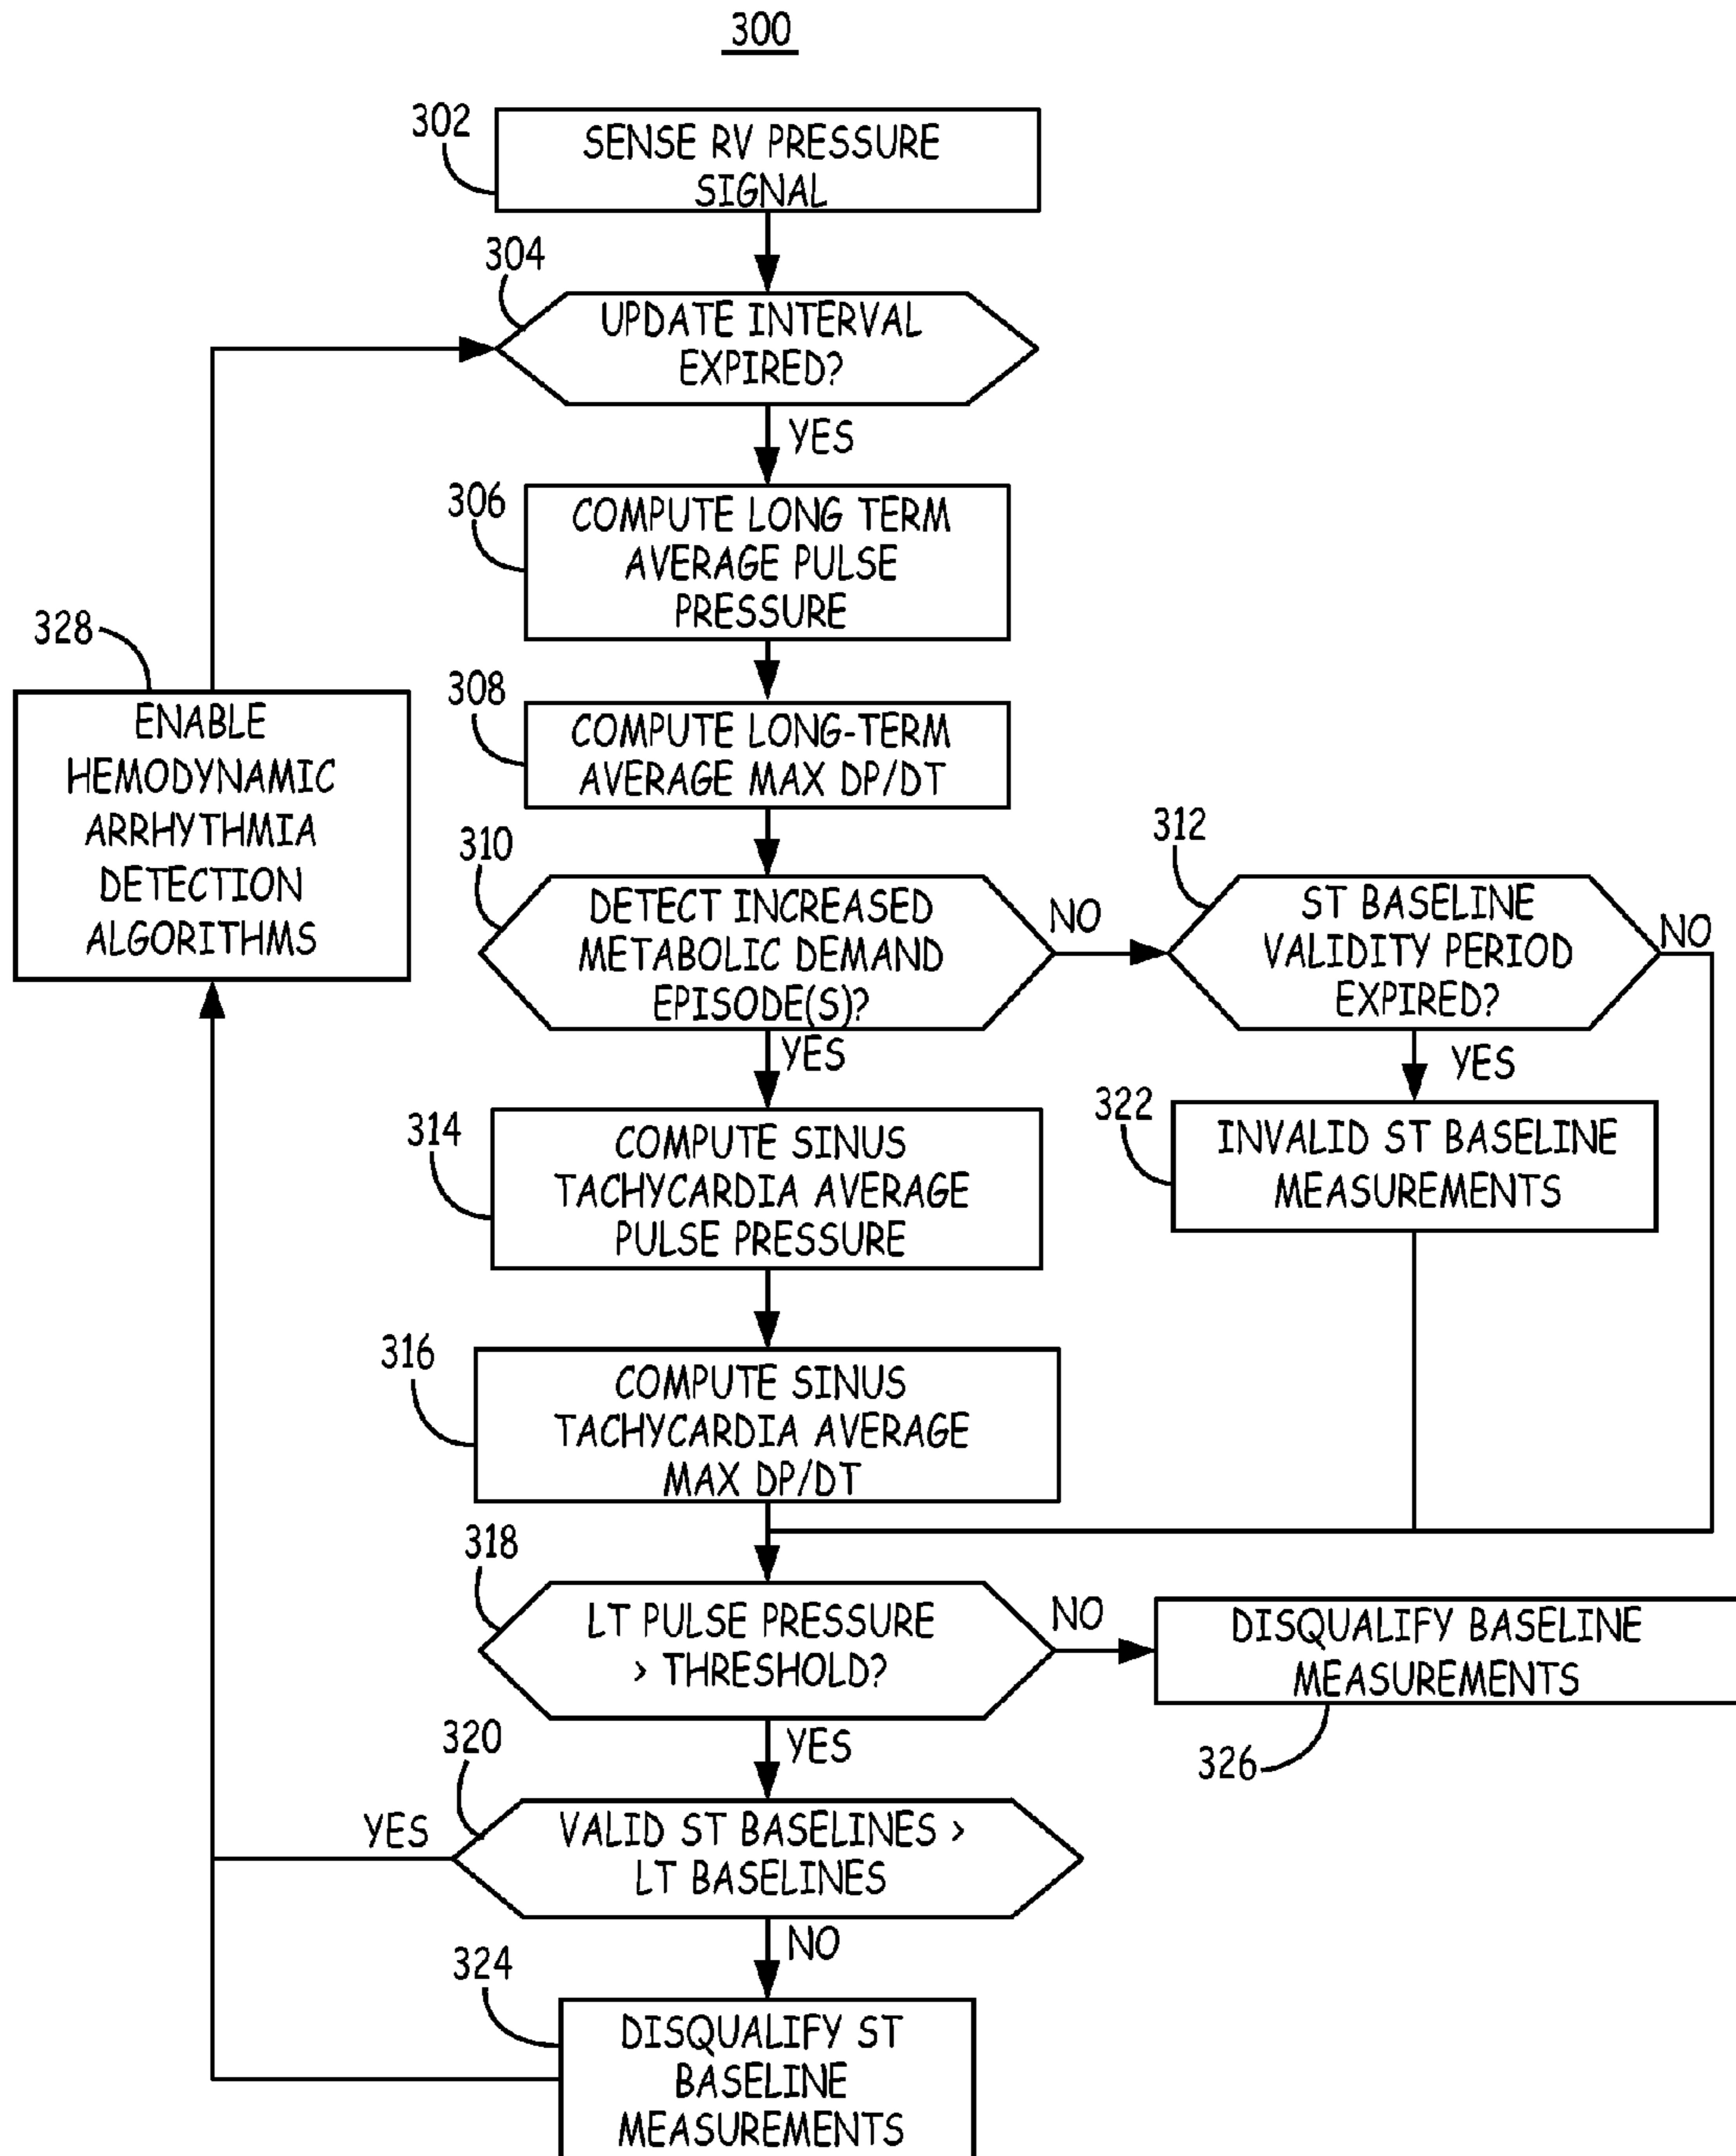 300
302
SENSE RV PRESSURE
SIGNAL
304
UPDATE INTERVAL
EXPIRED?
YES
306
COMPUTE LONG TERM
AVERAGE PULSE
PRESSURE
328
ENABLE
HEMODYNAMIC
ARRHYTHMIA
DETECTION
ALGORITHMS
308
COMPUTE LONG-TERM
AVERAGE MAX DP/DT
310
DETECT INCREASED
METABOLIC DEMAND
EPISODE(S)?
NO
312
ST BASELINE
VALIDITY PERIOD
EXPIRED?
NO
YES
YES
314
COMPUTE SINUS
TACHYCARDIA AVERAGE
PULSE PRESSURE
322
INVALID ST BASELINE
MEASUREMENTS
316
COMPUTE SINUS
TACHYCARDIA AVERAGE
MAX DP/DT
318
LT PULSE PRESSURE
> THRESHOLD?
NO
DISQUALIFY BASELINE
MEASUREMENTS
326
YES
320
VALID ST BASELINES >
LT BASELINES
YES
NO
324
DISQUALIFY ST
BASELINE
MEASUREMENTS